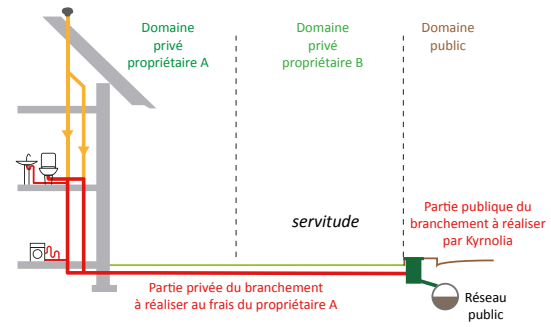 Domaine
privé
propriétaire A
Domaine
privé
propriétaire B
Domaine
public
servitude
Partie publique du
branchement à réaliser
par Kyrnolia
Partie privée du branchement
à réaliser au frais du propriétaire A
Réseau
public